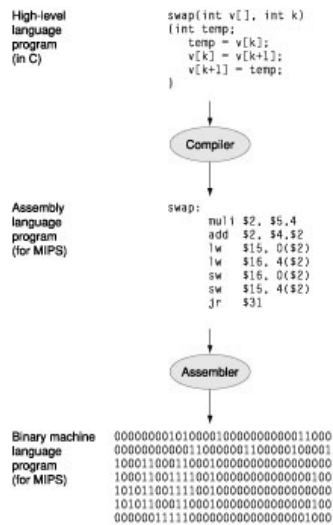 High-level
language
program
(in C)
swap(int v[], int k)
{int temp;
temp = v[k];
v[k] = v[k+1];
v[k+1] = temp;
}
Compiler
Assembly
language
program
(for MIPS)
swap:
muli $2, $5,4
add $2, $4,$2
lw $15, 0($2)
lw $16, 4($2)
sw $16, 0($2)
sw $15, 4($2)
jr $31
Assembler
Binary machine
language
program
(for MIPS)
00000000101000010000000000011000
00000000000110000001100000100001
10001100011000100000000000000000
10001100111100100000000000000100
10101100111100100000000000000000
10101100011000100000000000000100
00000011111000000000000000001000